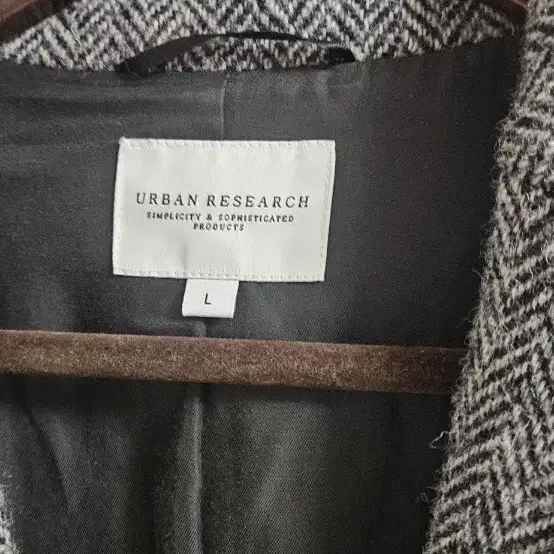 URBAN RESEARCH
SIMPLICITY & SOPHISTICATED
PRODUCTS
L